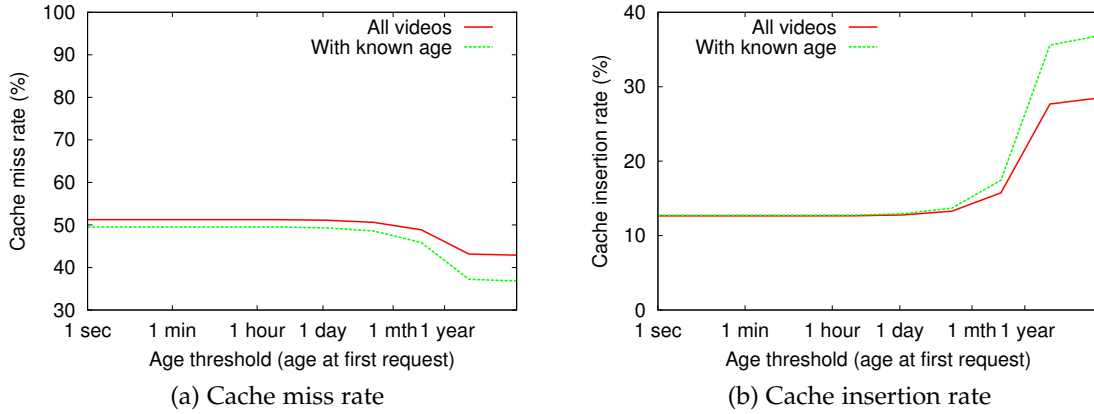 100
90
80
70
60
50
40
30
Cache miss rate (%)
All videos
With known age
1 sec 1 min 1 hour 1 day 1 mth 1 year
Age threshold (age at first request)
(a) Cache miss rate
40
30
20
10
0
Cache insertion rate (%)
All videos
With known age
1 sec 1 min 1 hour 1 day 1 mth 1 year
Age threshold (age at first request)
(b) Cache insertion rate